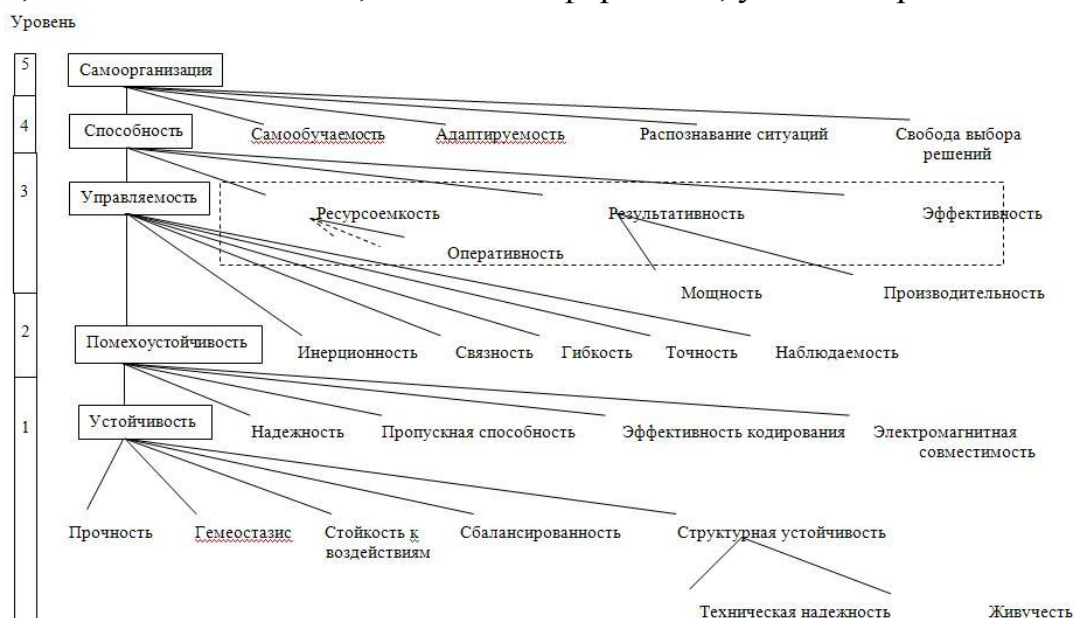 Уровень
5
Самоорганизация
4
Способность
Самообучаемость Адаптируемость Распознавание ситуаций Свобода выбора
решений
3
Управляемость
Ресурсоемкость Результативность Эффективность
Оперативность
Мощность Производительность
2
Помехоустойчивость
Инерционность Связность Гибкость Точность Наблюдаемость
1
Устойчивость
Надежность Пропускная способность Эффективность кодирования Электромагнитная
совместимость
Прочность Гемеостазис Стойкость к Сбалансированность Структурная устойчивость
воздействиям
Техническая надежность Живучесть